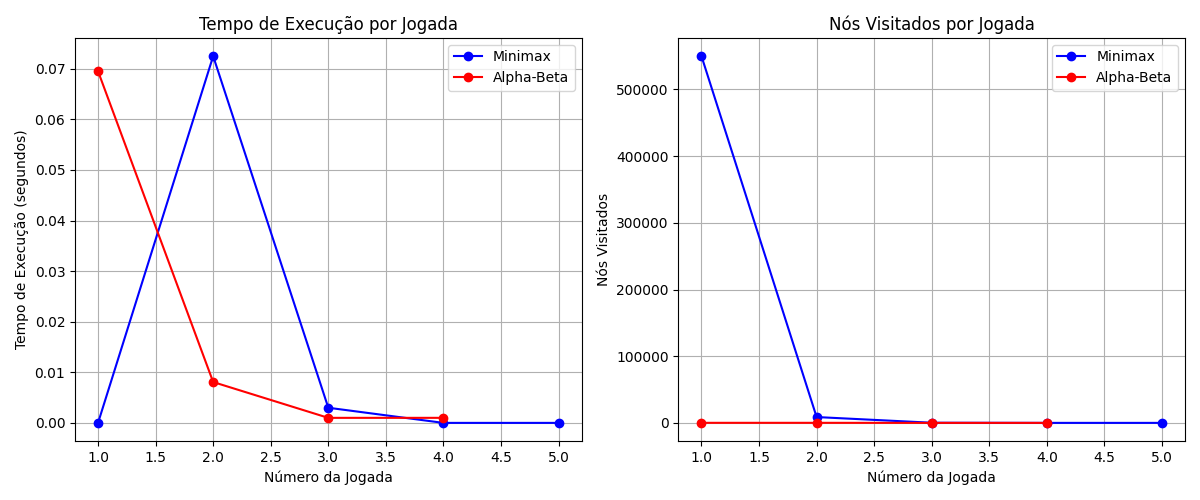 Tempo de Execução por Jogada
Minimax
Alpha-Beta
Tempo de Execução (segundos)
0.07
0.06
0.05
0.04
0.03
0.02
0.01
0.00
1.0 1.5 2.0 2.5 3.0 3.5 4.0 4.5 5.0
Número da Jogada
Nós Visitados por Jogada
Minimax
Alpha-Beta
Nós Visitados
500000
400000
300000
200000
100000
0
1.0 1.5 2.0 2.5 3.0 3.5 4.0 4.5 5.0
Número da Jogada